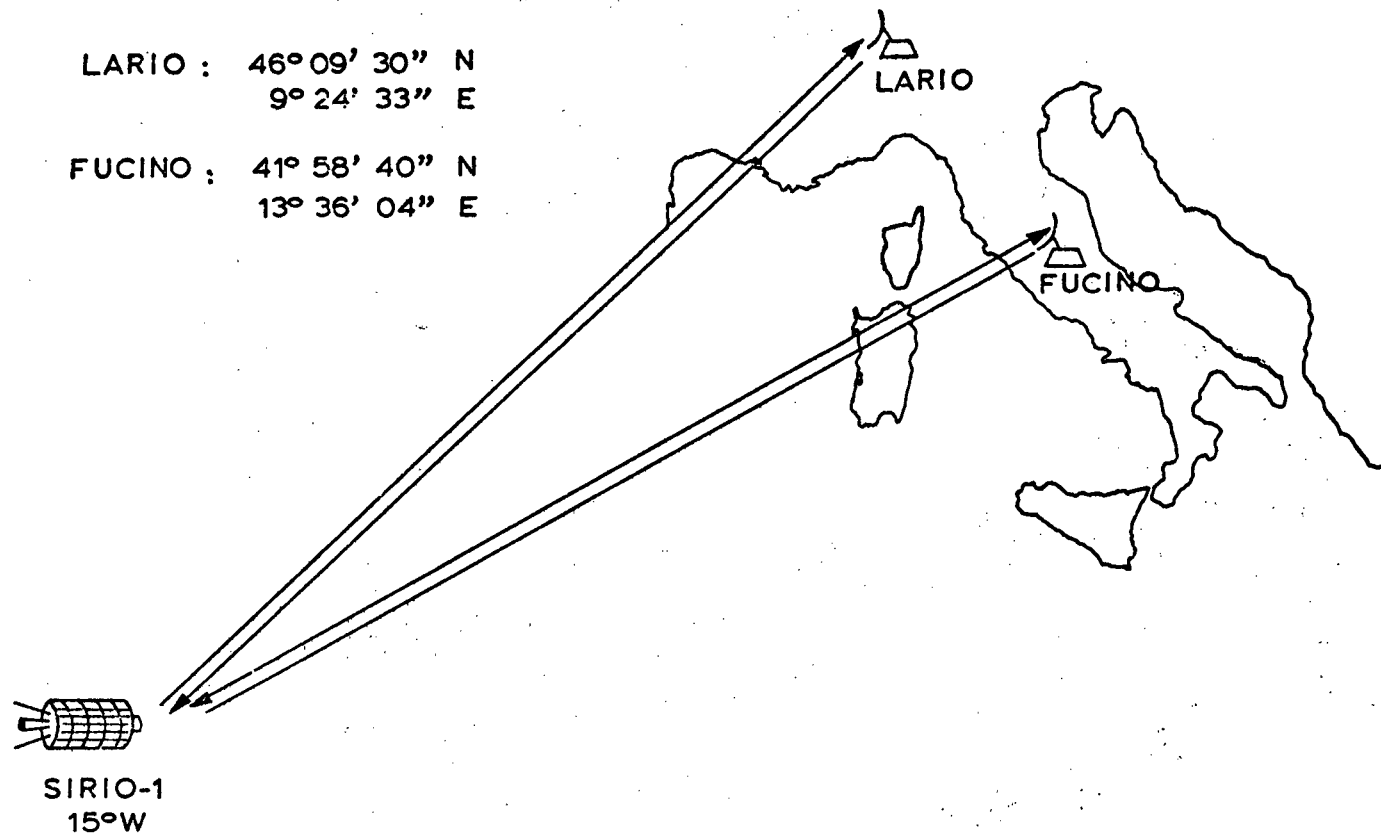 LARIO : 46° 09' 30" N
9° 24' 33" E
FUCINO : 41° 58' 40" N
13° 36' 04" E
LARIO
FUCINO
SIRIO-1
15°W